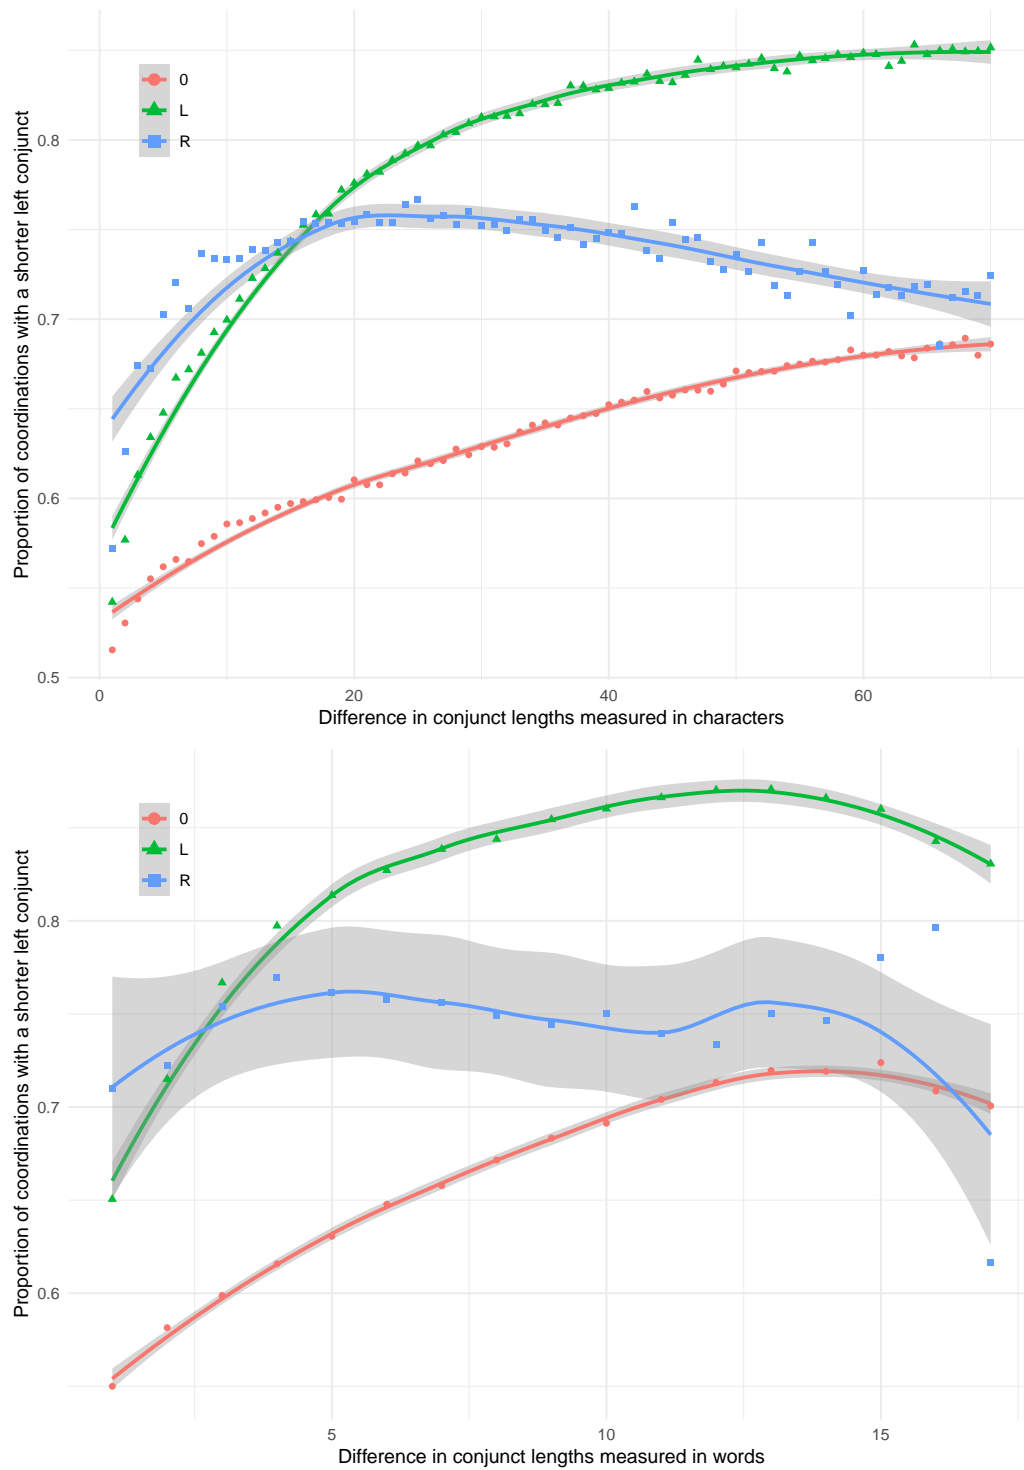 Proportion of coordinations with a shorter left conjunct
0
L
R
0.8
0.7
0.6
0.5
0 20 40 60
Difference in conjunct lengths measured in characters
Proportion of coordinations with a shorter left conjunct
0
L
R
0.8
0.7
0.6
5 10 15
Difference in conjunct lengths measured in words